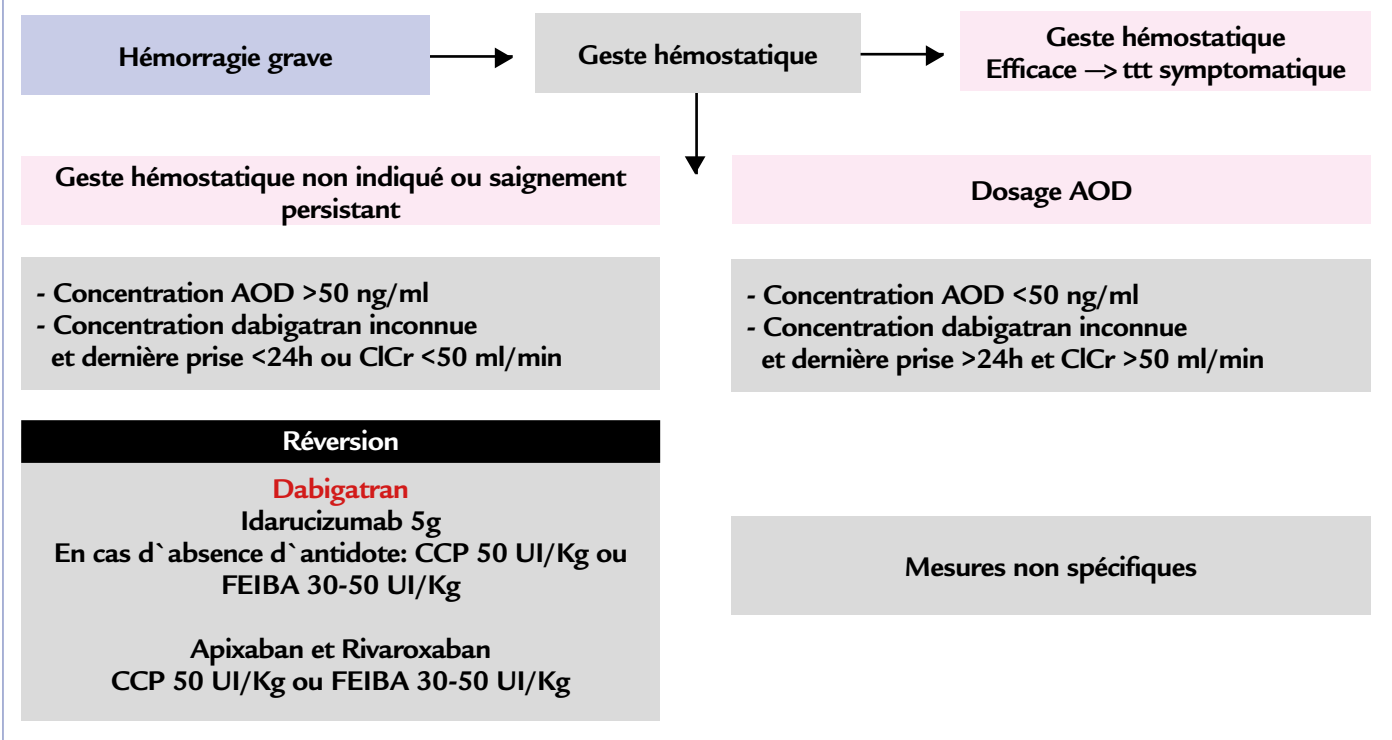 Hémorragie grave
Geste hémostatique
Geste hémostatique
Efficace —> ttt symptomatique
Geste hémostatique non indiqué ou saignement
persistant
Dosage AOD
- Concentration AOD >50 ng/ml
- Concentration dabigatran inconnue
et dernière prise <24h ou ClCr <50 ml/min
- Concentration AOD <50 ng/ml
- Concentration dabigatran inconnue
et dernière prise >24h et ClCr >50 ml/min
Réversion
Dabigatran
Idarucizumab 5g
En cas d`absence d`antidote: CCP 50 UI/Kg ou
FEIBA 30-50 UI/Kg
Apixaban et Rivaroxaban
CCP 50 UI/Kg ou FEIBA 30-50 UI/Kg
Mesures non spécifiques